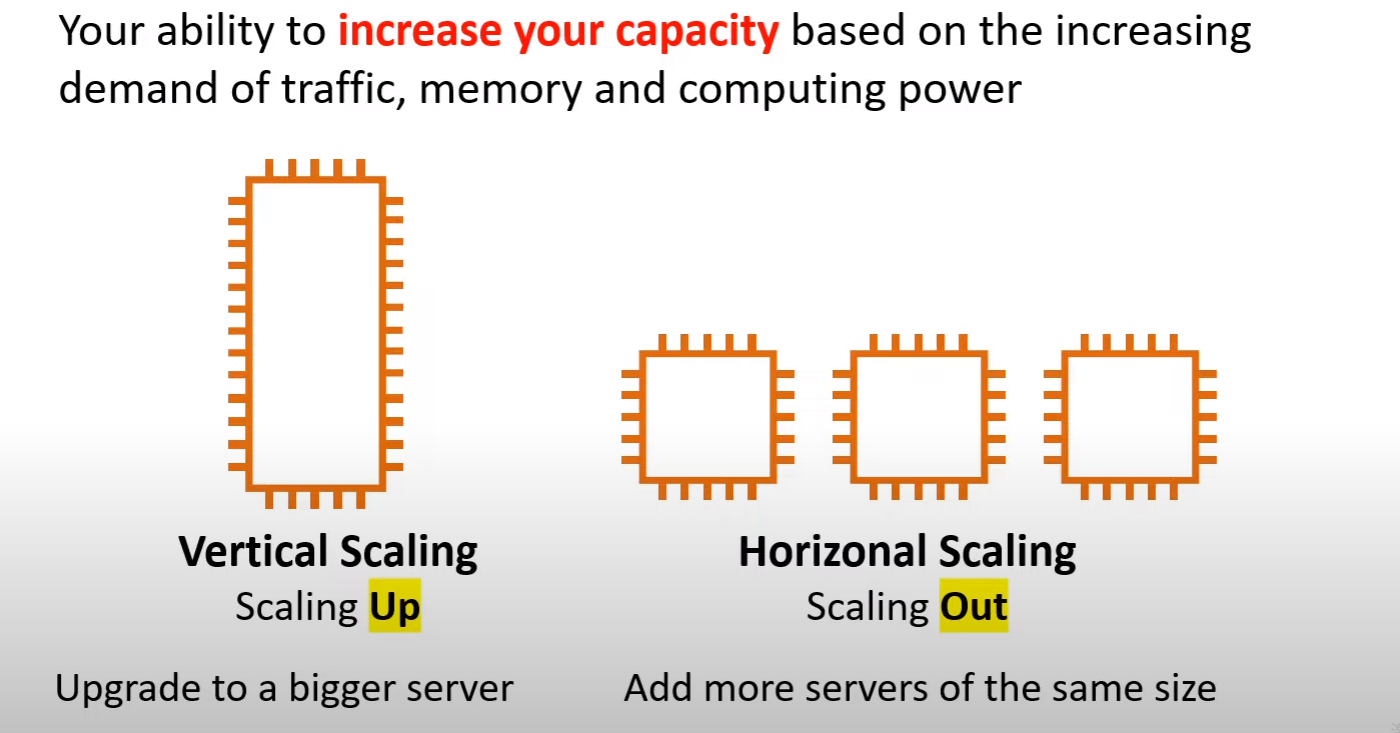 Your ability to increase your capacity based on the increasing
demand of traffic, memory and computing power
Vertical Scaling
Scaling Up
Upgrade to a bigger server
Horizonal Scaling
Scaling Out
Add more servers of the same size